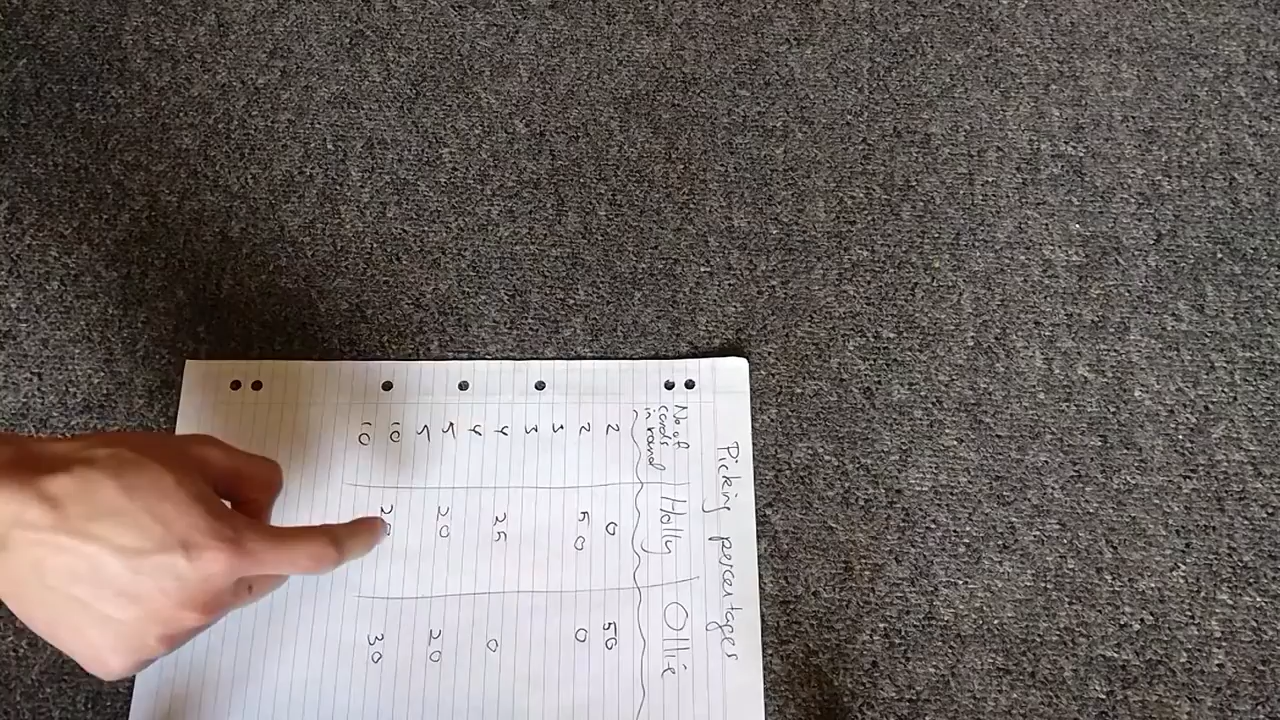 Picking percentages
No of Holly Ollie
cards
in round
2 0 50
2 50 0
3
3
4 25 0
4
5 20 20
5
10 30
10